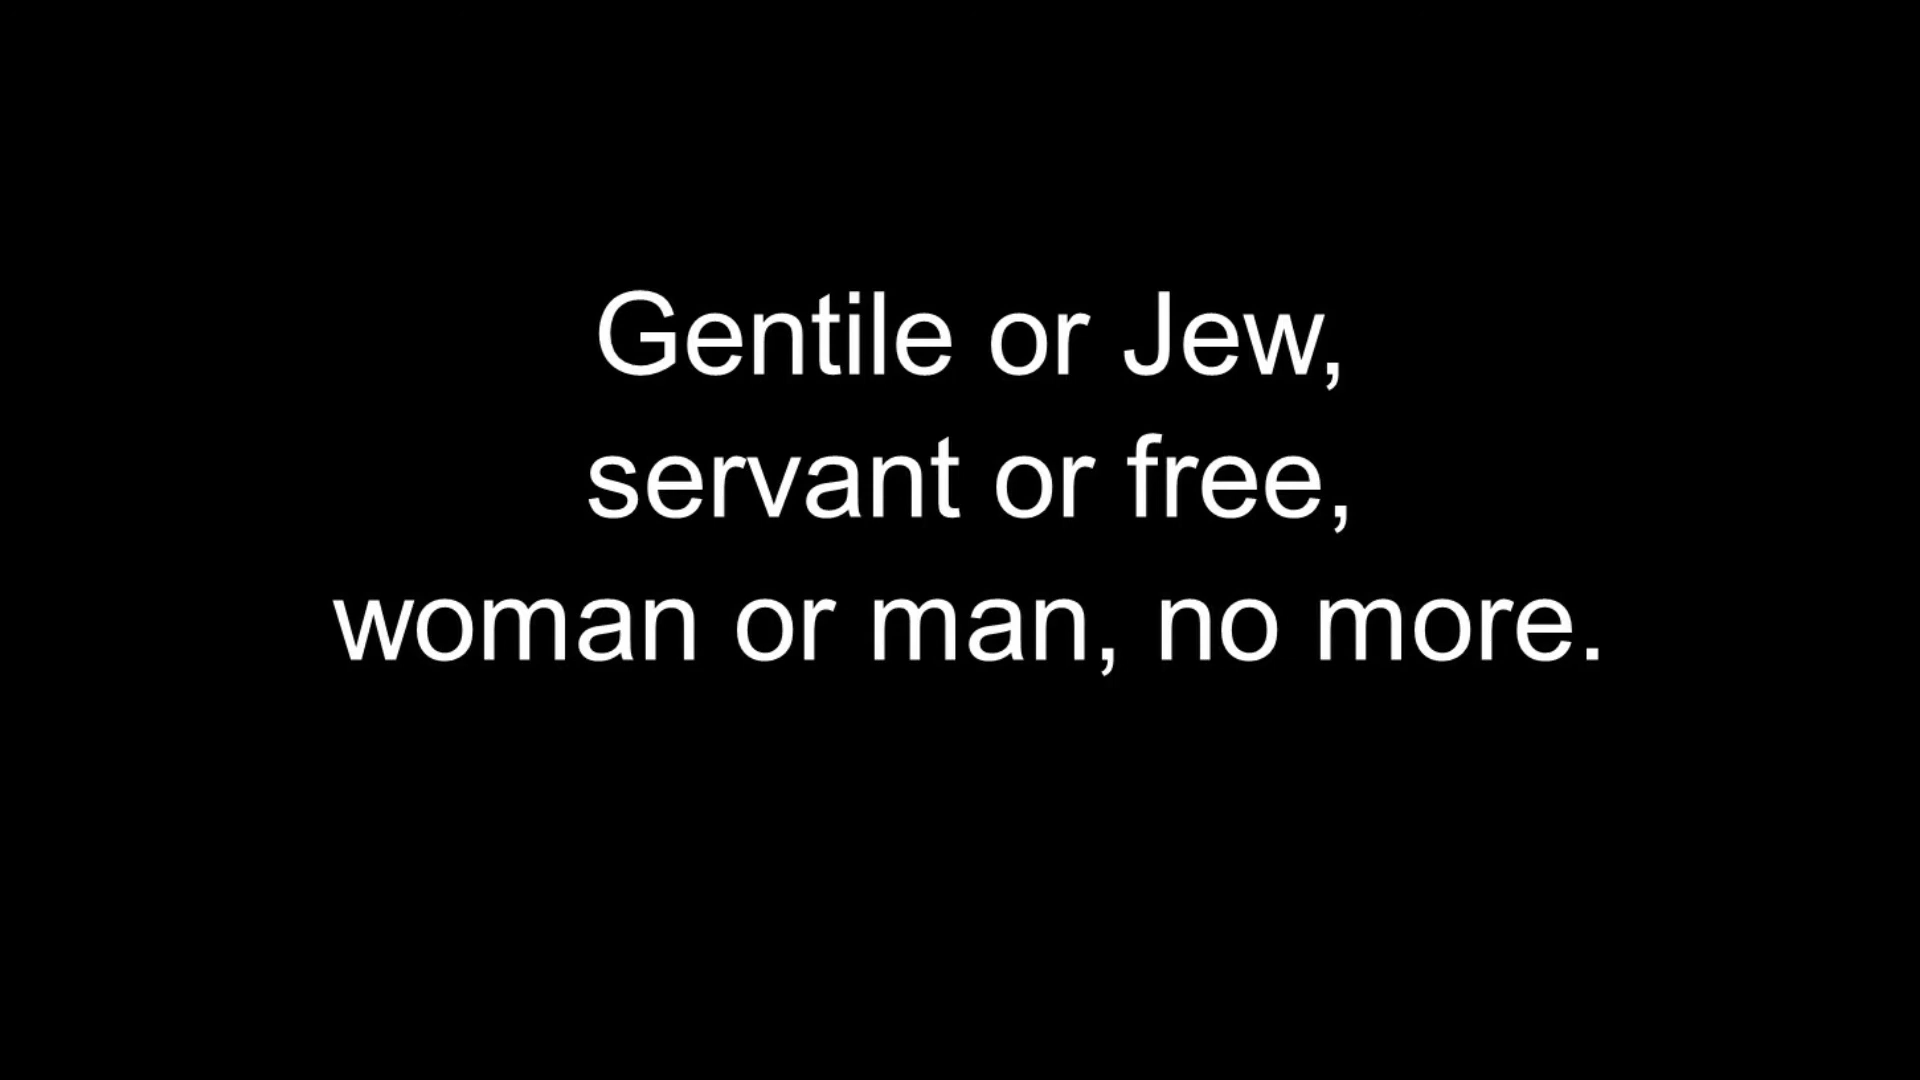 Gentile or Jew,
servant or free,
woman or man, no more.